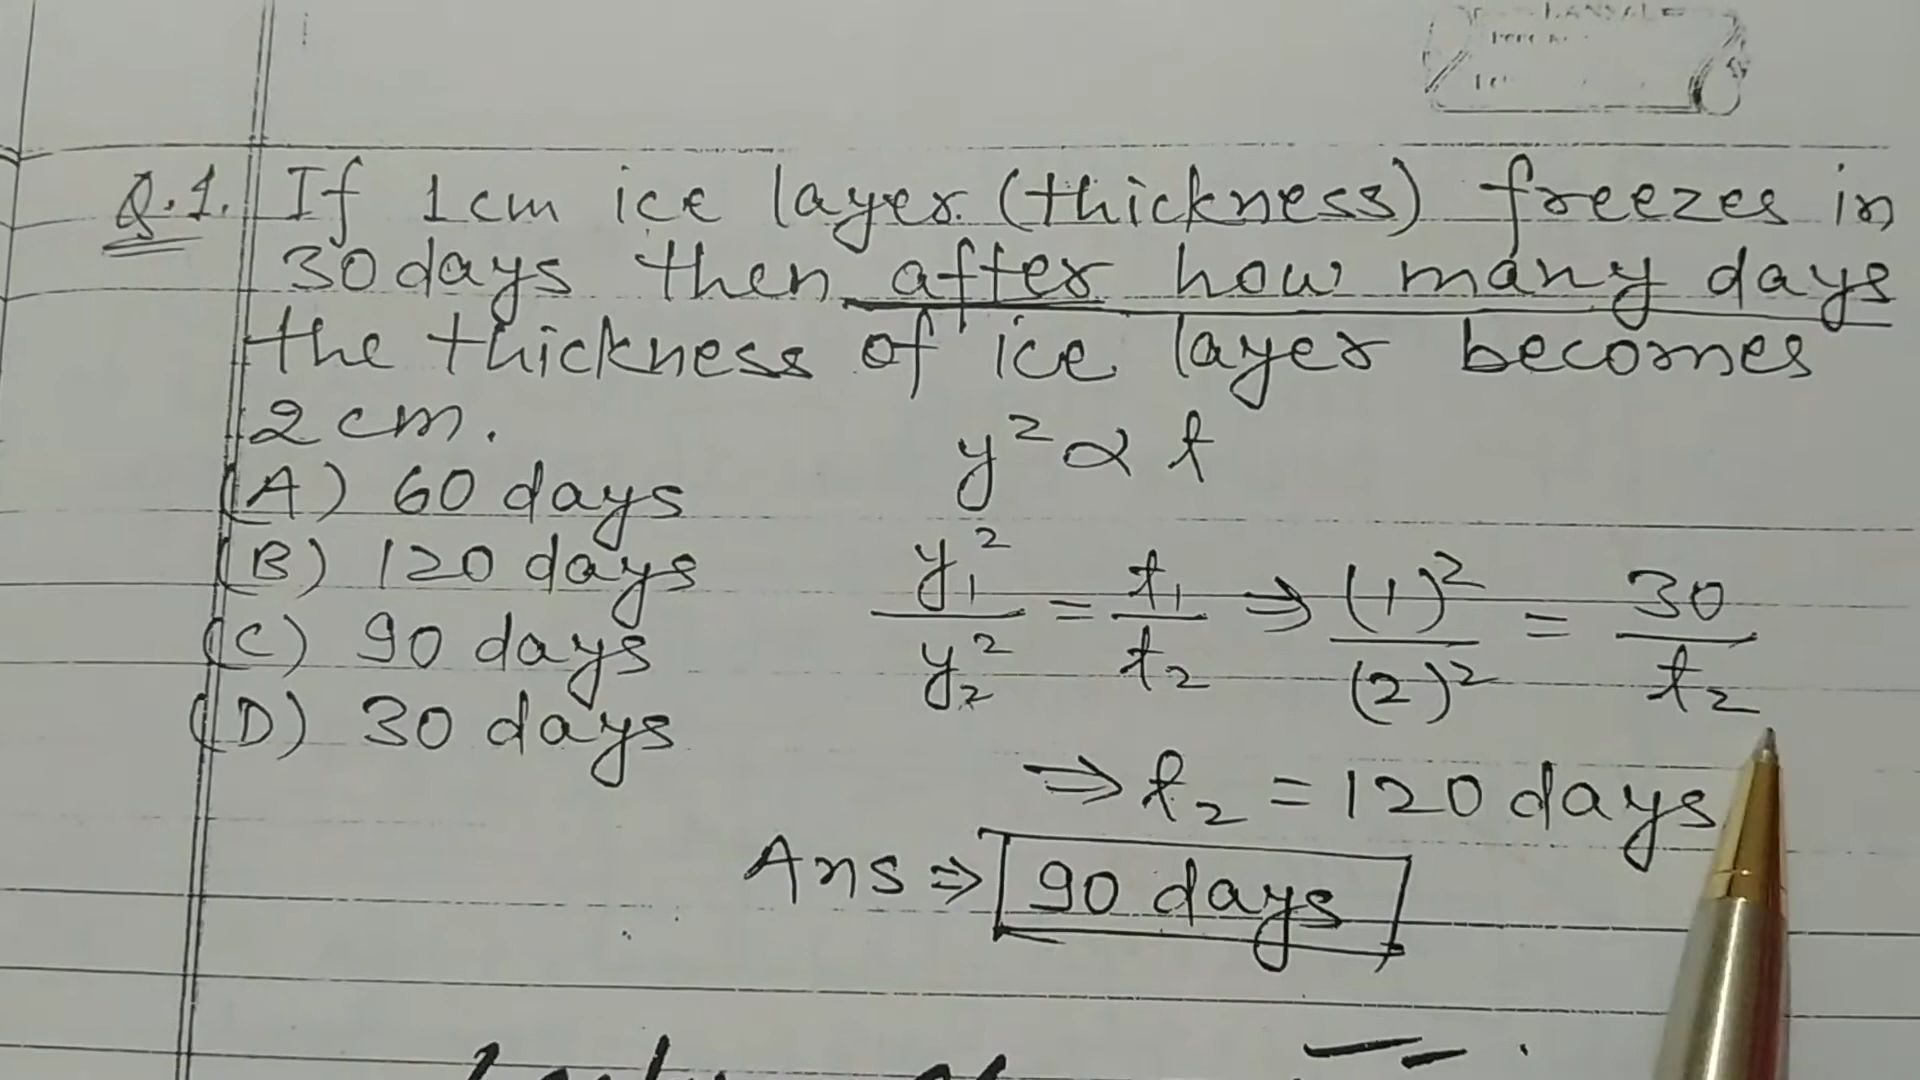 Q.1. If 1cm ice layer (thickness) freezes in
30 days then after how many days
the thickness of ice layer becomes
2 cm.
y² ∝ t
(A) 60 days
(B) 120 days
(C) 90 days
(D) 30 days
y₁²/y₂² = t₁/t₂ ⇒ (1)²/(2)² = 30/t₂
⇒ t₂ = 120 days
Ans ⇒ 90 days